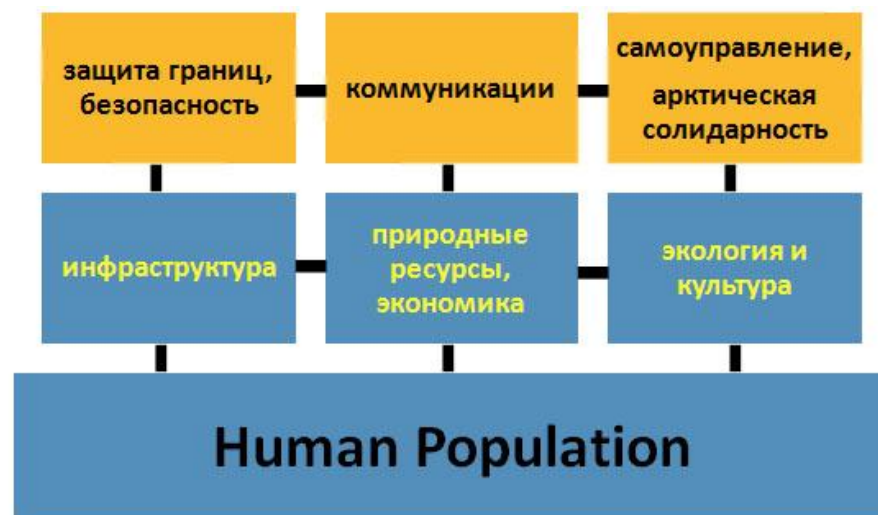 защита границ,
безопасность
коммуникации
самоуправление,
арктическая
солидарность
инфраструктура
природные
ресурсы,
экономика
экология и
культура
Human Population